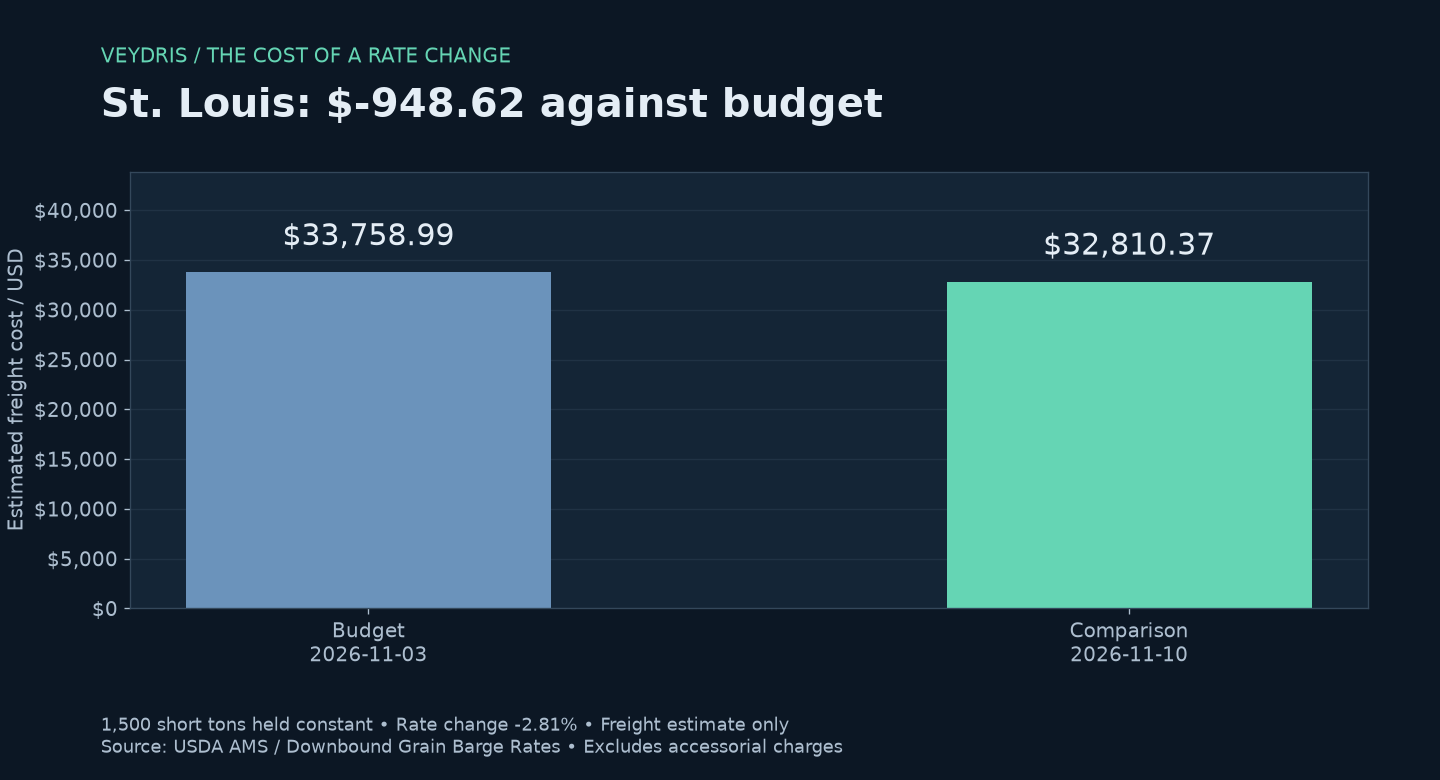 VEYDRIS / THE COST OF A RATE CHANGE
St. Louis: $-948.62 against budget
Estimated freight cost / USD
$40,000
$35,000
$30,000
$25,000
$20,000
$15,000
$10,000
$5,000
$0
$33,758.99
$32,810.37
Budget
2026-11-03
Comparison
2026-11-10
1,500 short tons held constant • Rate change -2.81% • Freight estimate only
Source: USDA AMS / Downbound Grain Barge Rates • Excludes accessorial charges